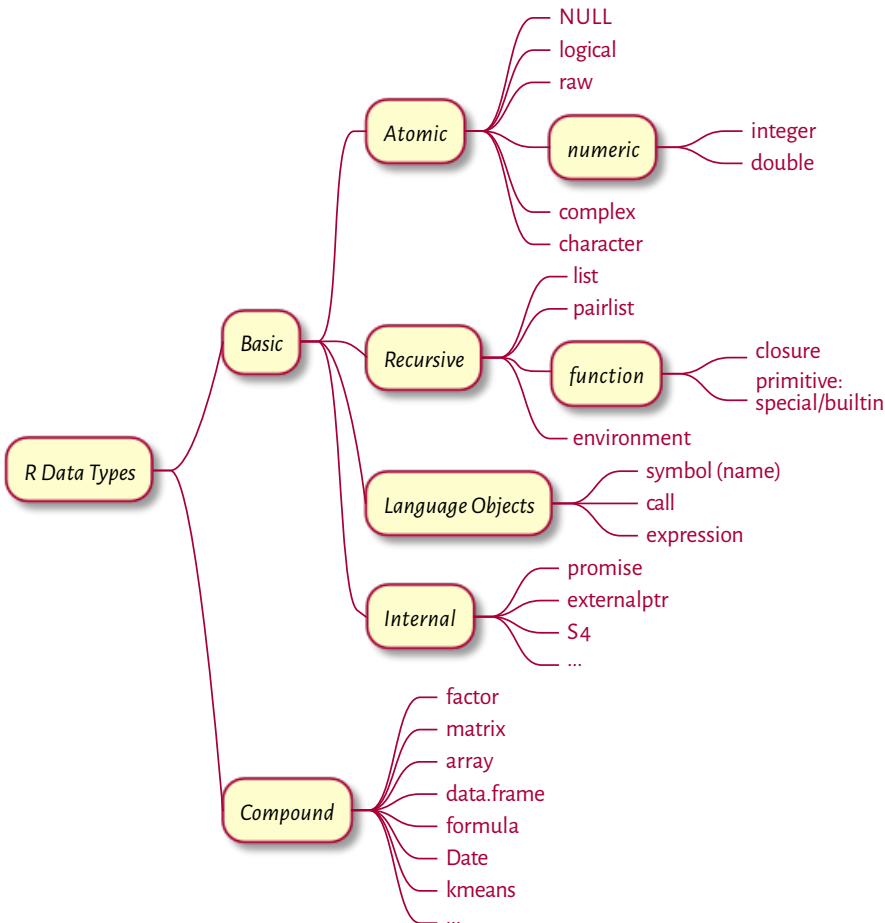 NULL
logical
raw
Atomic
numeric
integer
double
complex
character
list
pairlist
Basic
Recursive
function
closure
primitive:
special/builtin
environment
R Data Types
symbol (name)
Language Objects
call
expression
promise
externalptr
Internal
S4
...
factor
matrix
array
data.frame
Compound
formula
Date
kmeans
...